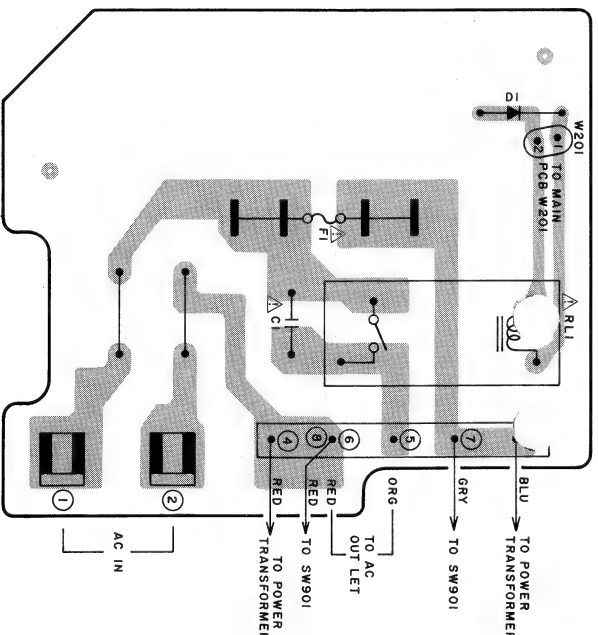 D1
W201
1 TO MAIN
2 PCB W201
F1
C1
RL1
4
8
6
5
7
1
2
RED
RED
RED
ORG
GRY
BLU
AC IN
TO POWER
TRANSFORMER
TO SW901
TO AC
OUT LET
TO SW901
TO POWER
TRANSFORMER